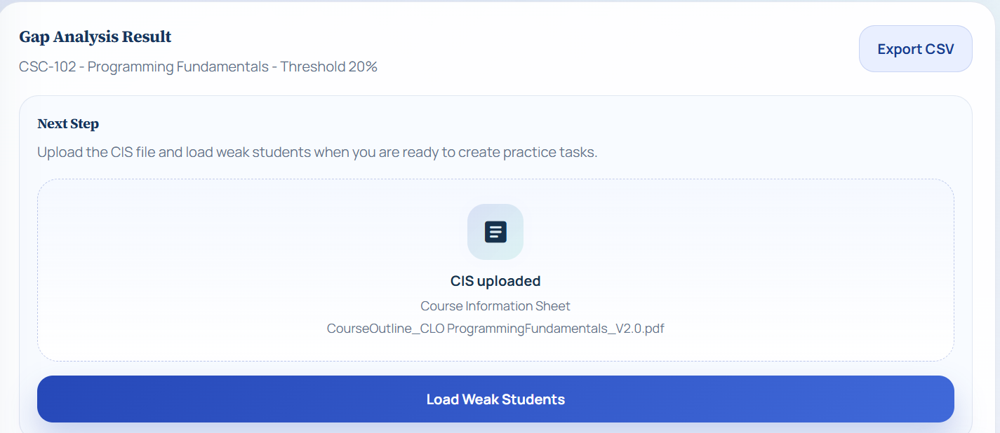 Gap Analysis Result
Export CSV
CSC-102 - Programming Fundamentals - Threshold 20%
Next Step
Upload the CIS file and load weak students when you are ready to create practice tasks.
CIS uploaded
Course Information Sheet
CourseOutline_CLO ProgrammingFundamentals_V2.0.pdf
Load Weak Students